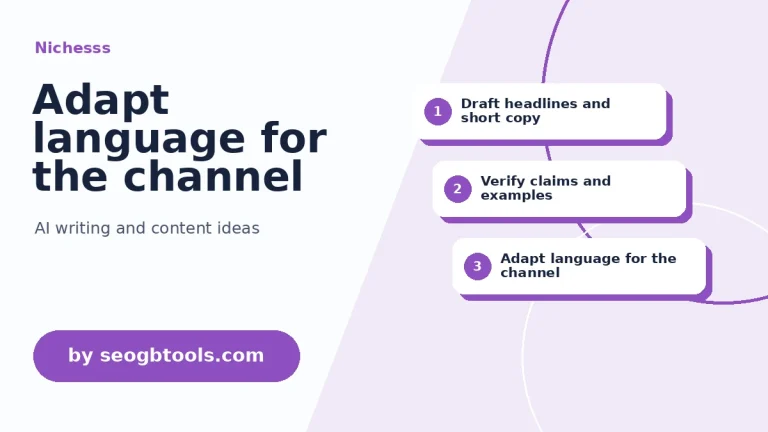 Nichesss
Adapt
language for
the channel
AI writing and content ideas
by seogbtools.com
1
Draft headlines and
short copy
2
Verify claims and
examples
3
Adapt language for the
channel